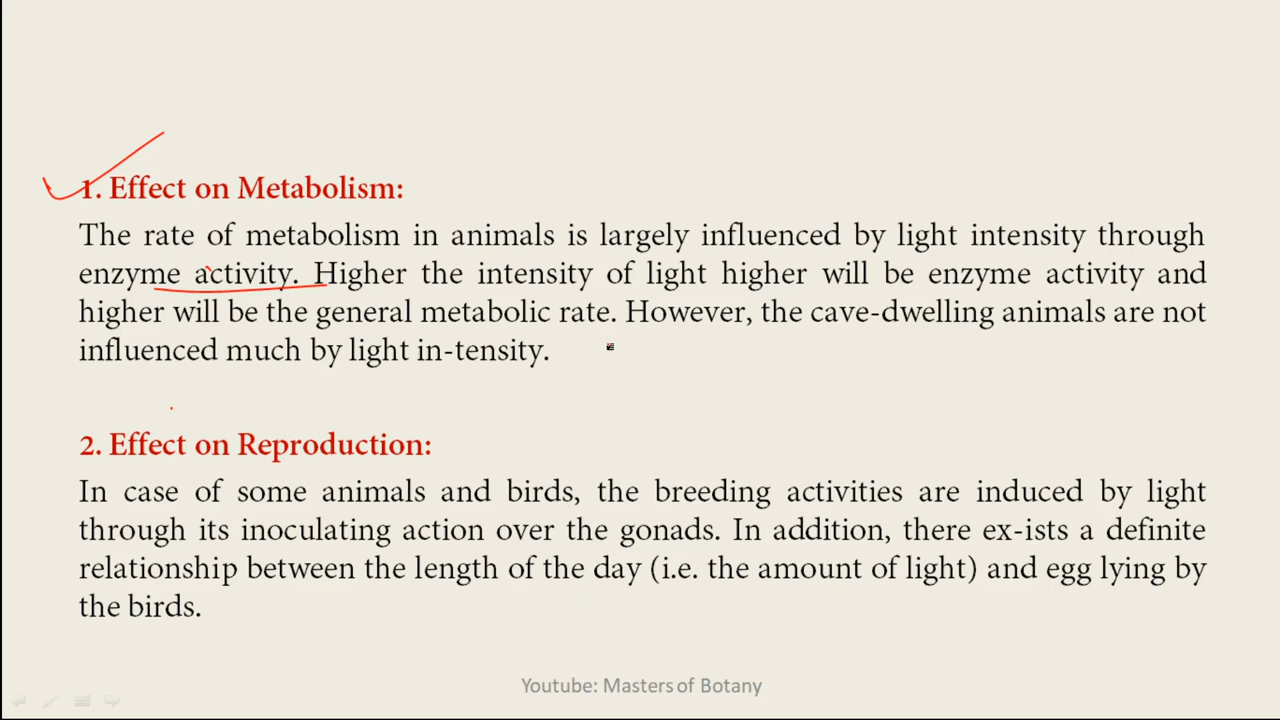 1. Effect on Metabolism:
The rate of metabolism in animals is largely influenced by light intensity through
enzyme activity. Higher the intensity of light higher will be enzyme activity and
higher will be the general metabolic rate. However, the cave-dwelling animals are not
influenced much by light in-tensity.
2. Effect on Reproduction:
In case of some animals and birds, the breeding activities are induced by light
through its inoculating action over the gonads. In addition, there ex-ists a definite
relationship between the length of the day (i.e. the amount of light) and egg lying by
the birds.
Youtube: Masters of Botany